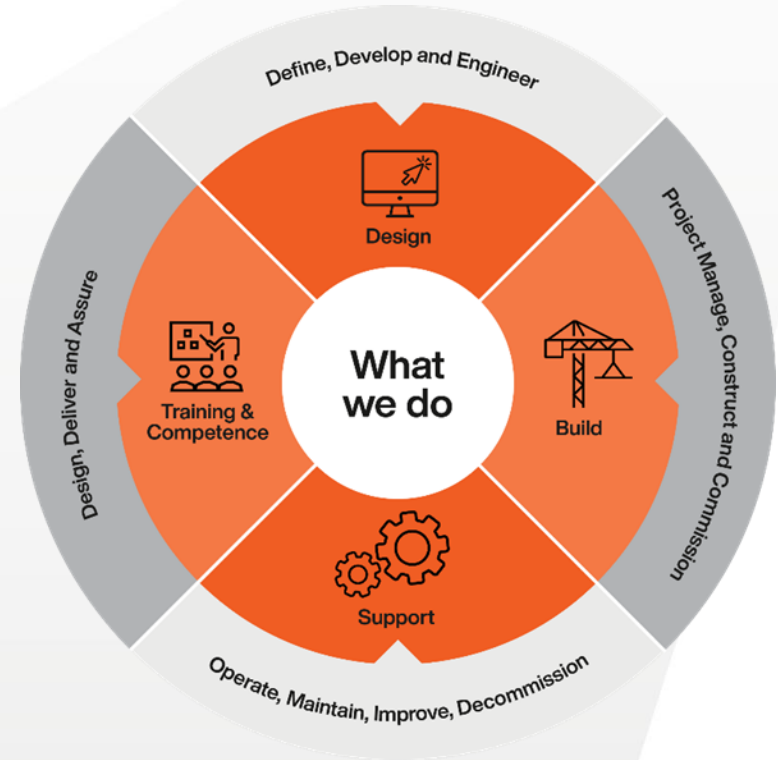 Define, Develop and Engineer
Design
Project Manage, Construct and Commission
Design, Deliver and Assure
What
we do
Training &
Competence
Build
Support
Operate, Maintain, Improve, Decommission